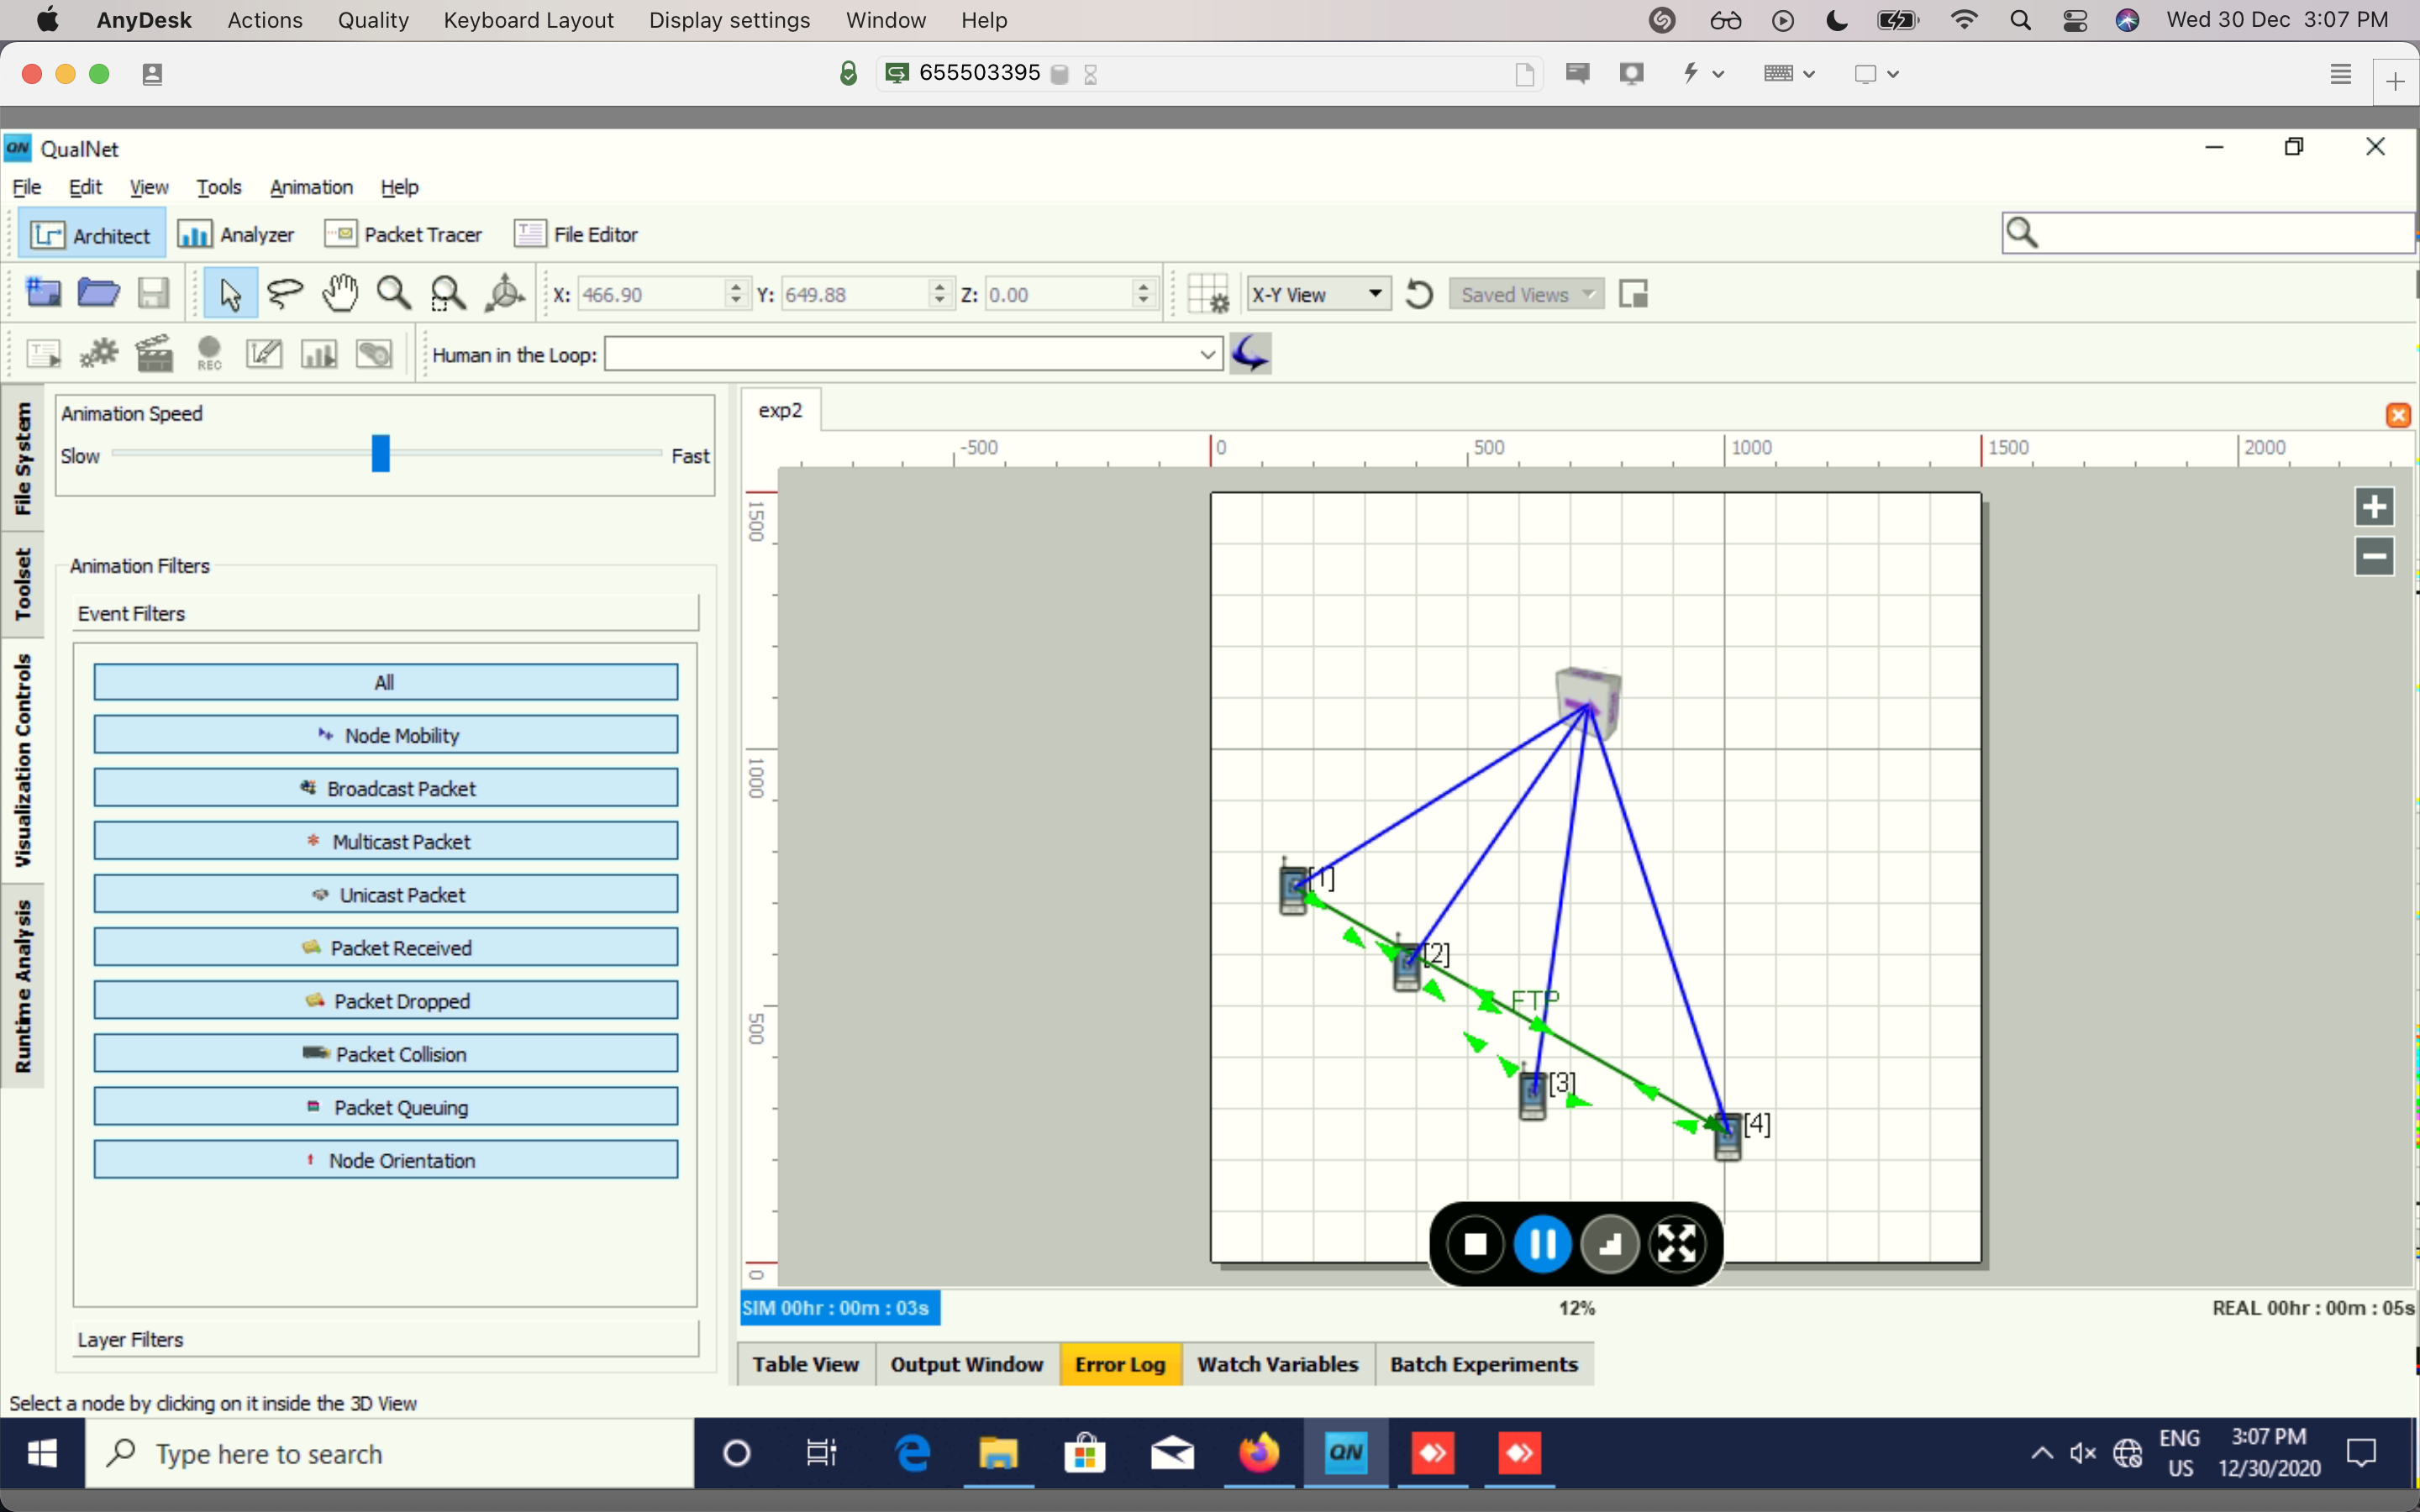 AnyDesk Actions Quality Keyboard Layout Display settings Window Help Wed 30 Dec 3:07 PM
655503395
QN QualNet
File Edit View Tools Animation Help
Architect Analyzer Packet Tracer File Editor
X: 466.90 Y: 649.88 Z: 0.00 X-Y View Saved Views
REC Human in the Loop:
File System
Toolset
Visualization Controls
Runtime Analysis
Animation Speed
Slow Fast
Animation Filters
Event Filters
All
Node Mobility
Broadcast Packet
Multicast Packet
Unicast Packet
Packet Received
Packet Dropped
Packet Collision
Packet Queuing
Node Orientation
Layer Filters
exp2
-500 0 500 1000 1500 2000
1500
1000
500
0
[1]
[2]
FTP
[3]
[4]
SIM 00hr : 00m : 03s 12% REAL 00hr : 00m : 05s
Table View Output Window Error Log Watch Variables Batch Experiments
Select a node by clicking on it inside the 3D View
Type here to search QN ENG US 3:07 PM 12/30/2020